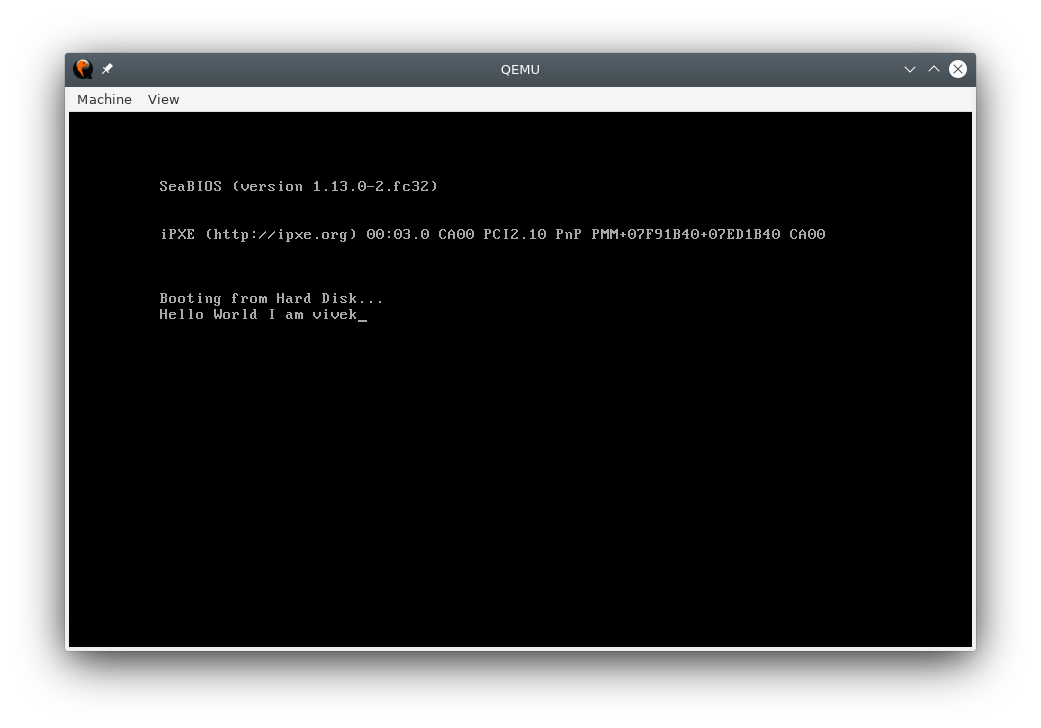 QEMU
Machine View
SeaBIOS (version 1.13.0-2.fc32)
iPXE (http://ipxe.org) 00:03.0 CA00 PCI2.10 PnP PMM+07F91B40+07ED1B40 CA00
Booting from Hard Disk...
Hello World I am vivek_